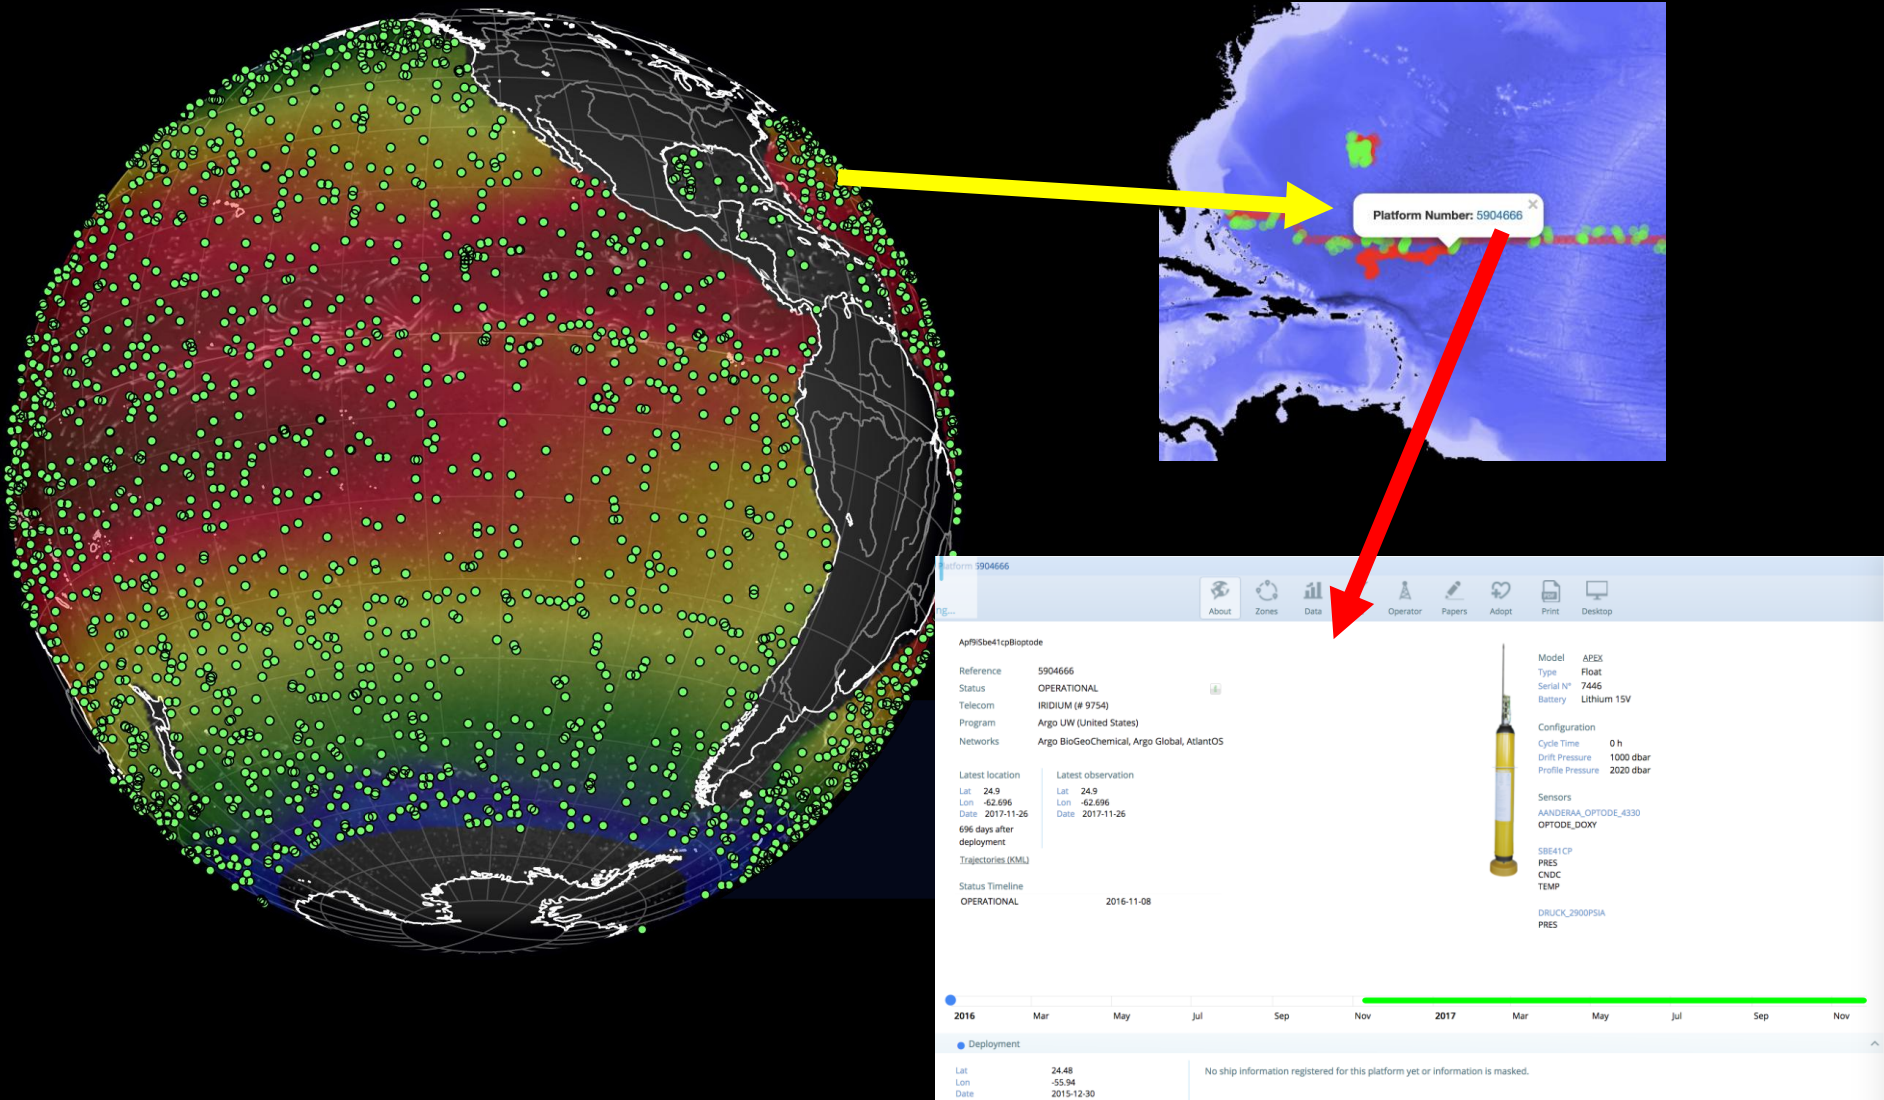 Platform Number: 5904666
Platform 5904666
ng...
About Zones Data Operator Papers Adopt Print Desktop
Apf9iSbe41cpBioptode
Reference 5904666
Status OPERATIONAL
Telecom IRIDIUM (# 9754)
Program Argo UW (United States)
Networks Argo BioGeoChemical, Argo Global, AtlantOS
Latest location Latest observation
Lat 24.9 Lat 24.9
Lon -62.696 Lon -62.696
Date 2017-11-26 Date 2017-11-26
696 days after
deployment
Trajectories (KML)
Status Timeline
OPERATIONAL 2016-11-08
Model APEX
Type Float
Serial N° 7446
Battery Lithium 15V
Configuration
Cycle Time 0 h
Drift Pressure 1000 dbar
Profile Pressure 2020 dbar
Sensors
AANDERAA_OPTODE_4330
OPTODE_DOXY
SBE41CP
PRES
CNDC
TEMP
DRUCK_2900PSIA
PRES
2016 Mar May Jul Sep Nov 2017 Mar May Jul Sep Nov
Deployment
Lat 24.48
Lon -55.94
Date 2015-12-30
No ship information registered for this platform yet or information is masked.